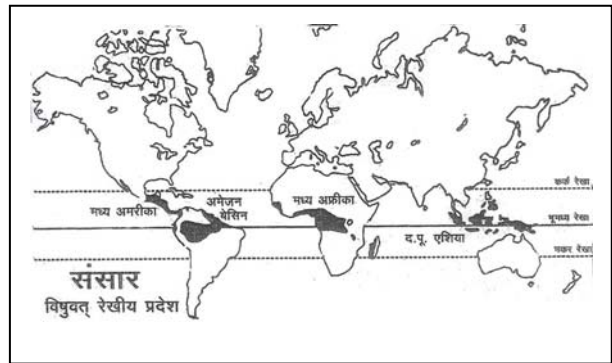 कर्क रेखा
मध्य अमरीका
अमेजन
बेसिन
मध्य अफ्रीका
भूमध्य रेखा
द.पू. एशिया
मकर रेखा
संसार
विषुवत् रेखीय प्रदेश